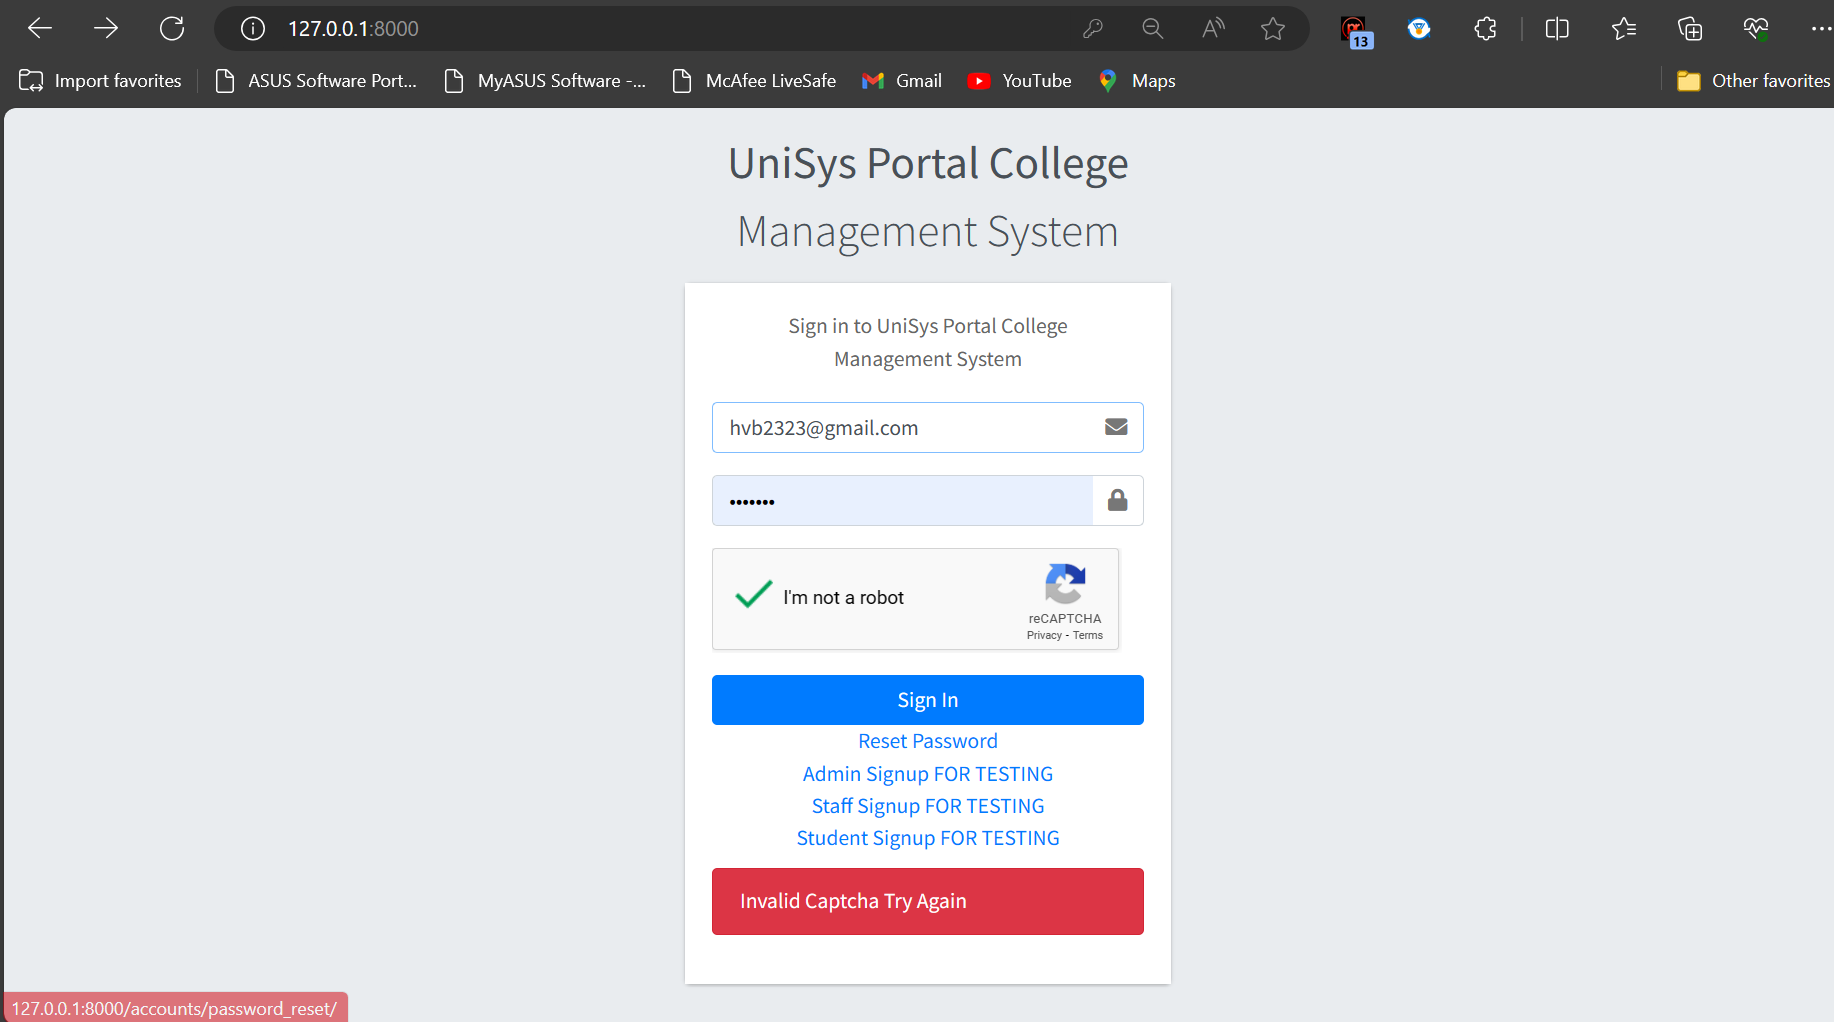 127.0.0.1:8000
13
Import favorites
ASUS Software Port...
MyASUS Software -...
McAfee LiveSafe
Gmail
YouTube
Maps
Other favorites
UniSys Portal College
Management System
Sign in to UniSys Portal College
Management System
hvb2323@gmail.com
•••••••
I'm not a robot
reCAPTCHA
Privacy - Terms
Sign In
Reset Password
Admin Signup FOR TESTING
Staff Signup FOR TESTING
Student Signup FOR TESTING
Invalid Captcha Try Again
127.0.0.1:8000/accounts/password_reset/